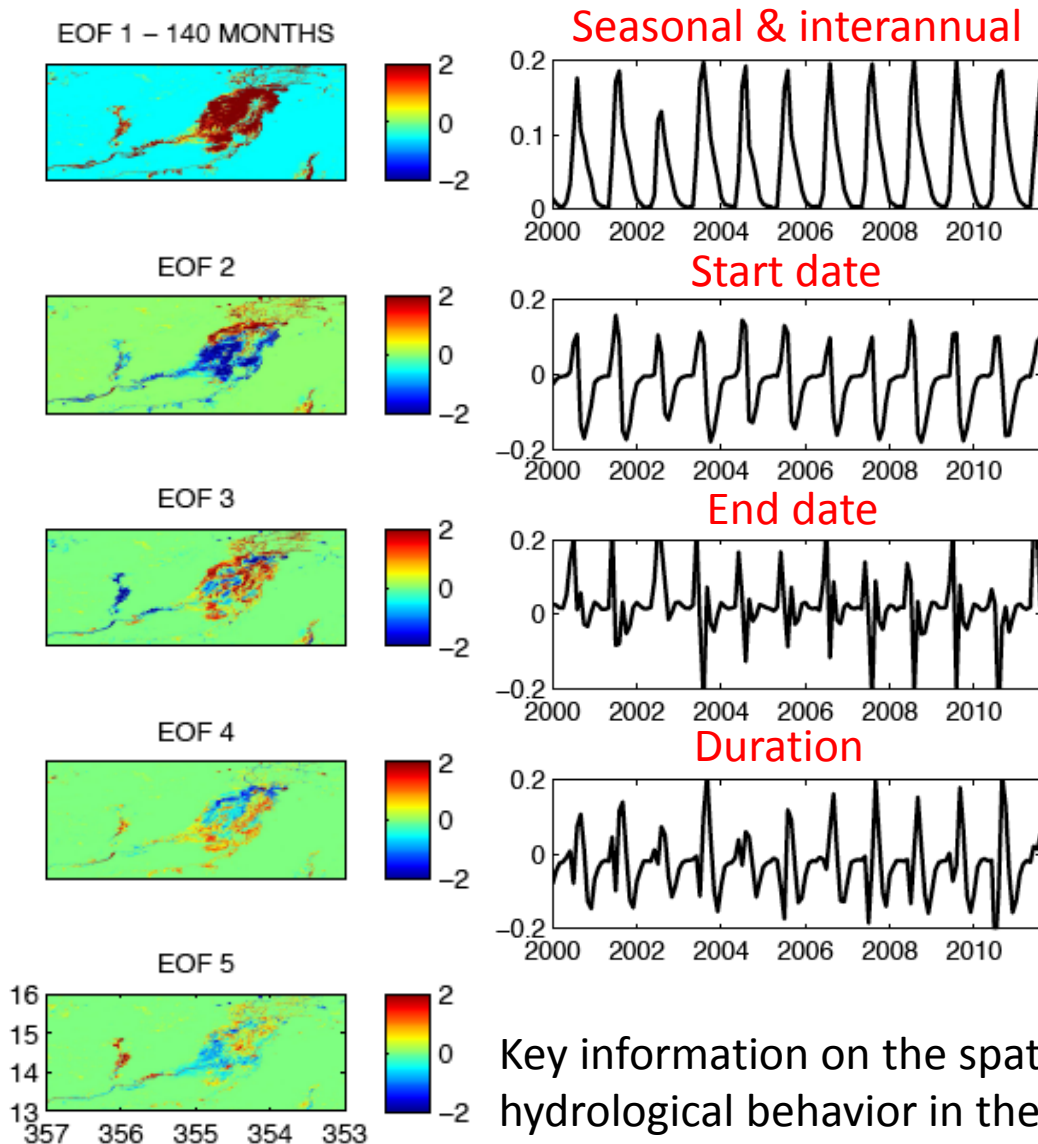 EOF 1 – 140 MONTHS
2
0
−2
Seasonal & interannual
0.2
0.1
0
2000 2002 2004 2006 2008 2010
EOF 2
2
0
−2
Start date
0.2
0
−0.2
2000 2002 2004 2006 2008 2010
EOF 3
2
0
−2
End date
0.2
0
−0.2
2000 2002 2004 2006 2008 2010
EOF 4
2
0
−2
Duration
0.2
0
−0.2
2000 2002 2004 2006 2008 2010
EOF 5
16
15
14
13
357 356 355 354 353
2
0
−2
Key information on the spat
hydrological behavior in the